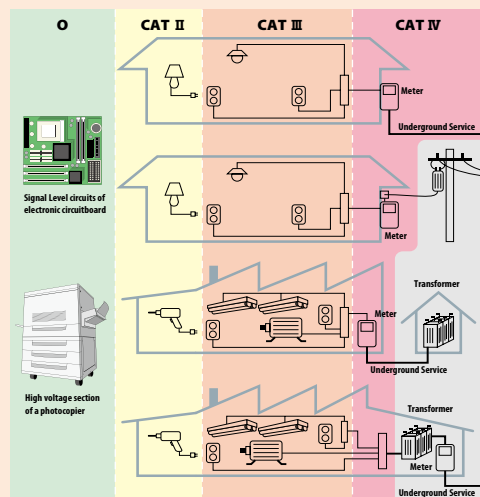 O
CAT II
CAT III
CAT IV
Meter
Underground Service
Signal Level circuits of
electronic circuitboard
Meter
Transformer
Meter
Underground Service
High voltage section
of a photocopier
Transformer
Meter
Underground Service